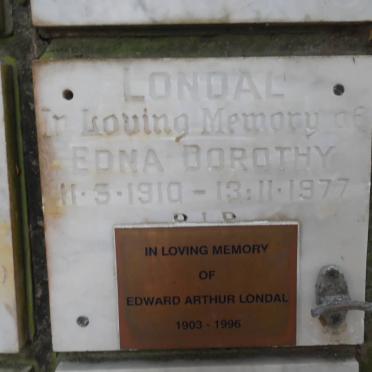 LONDAL
In Loving Memory of
EDNA DOROTHY
11·5·1910 – 13·11·1977
R.I.P.
IN LOVING MEMORY
OF
EDWARD ARTHUR LONDAL
1903 - 1996